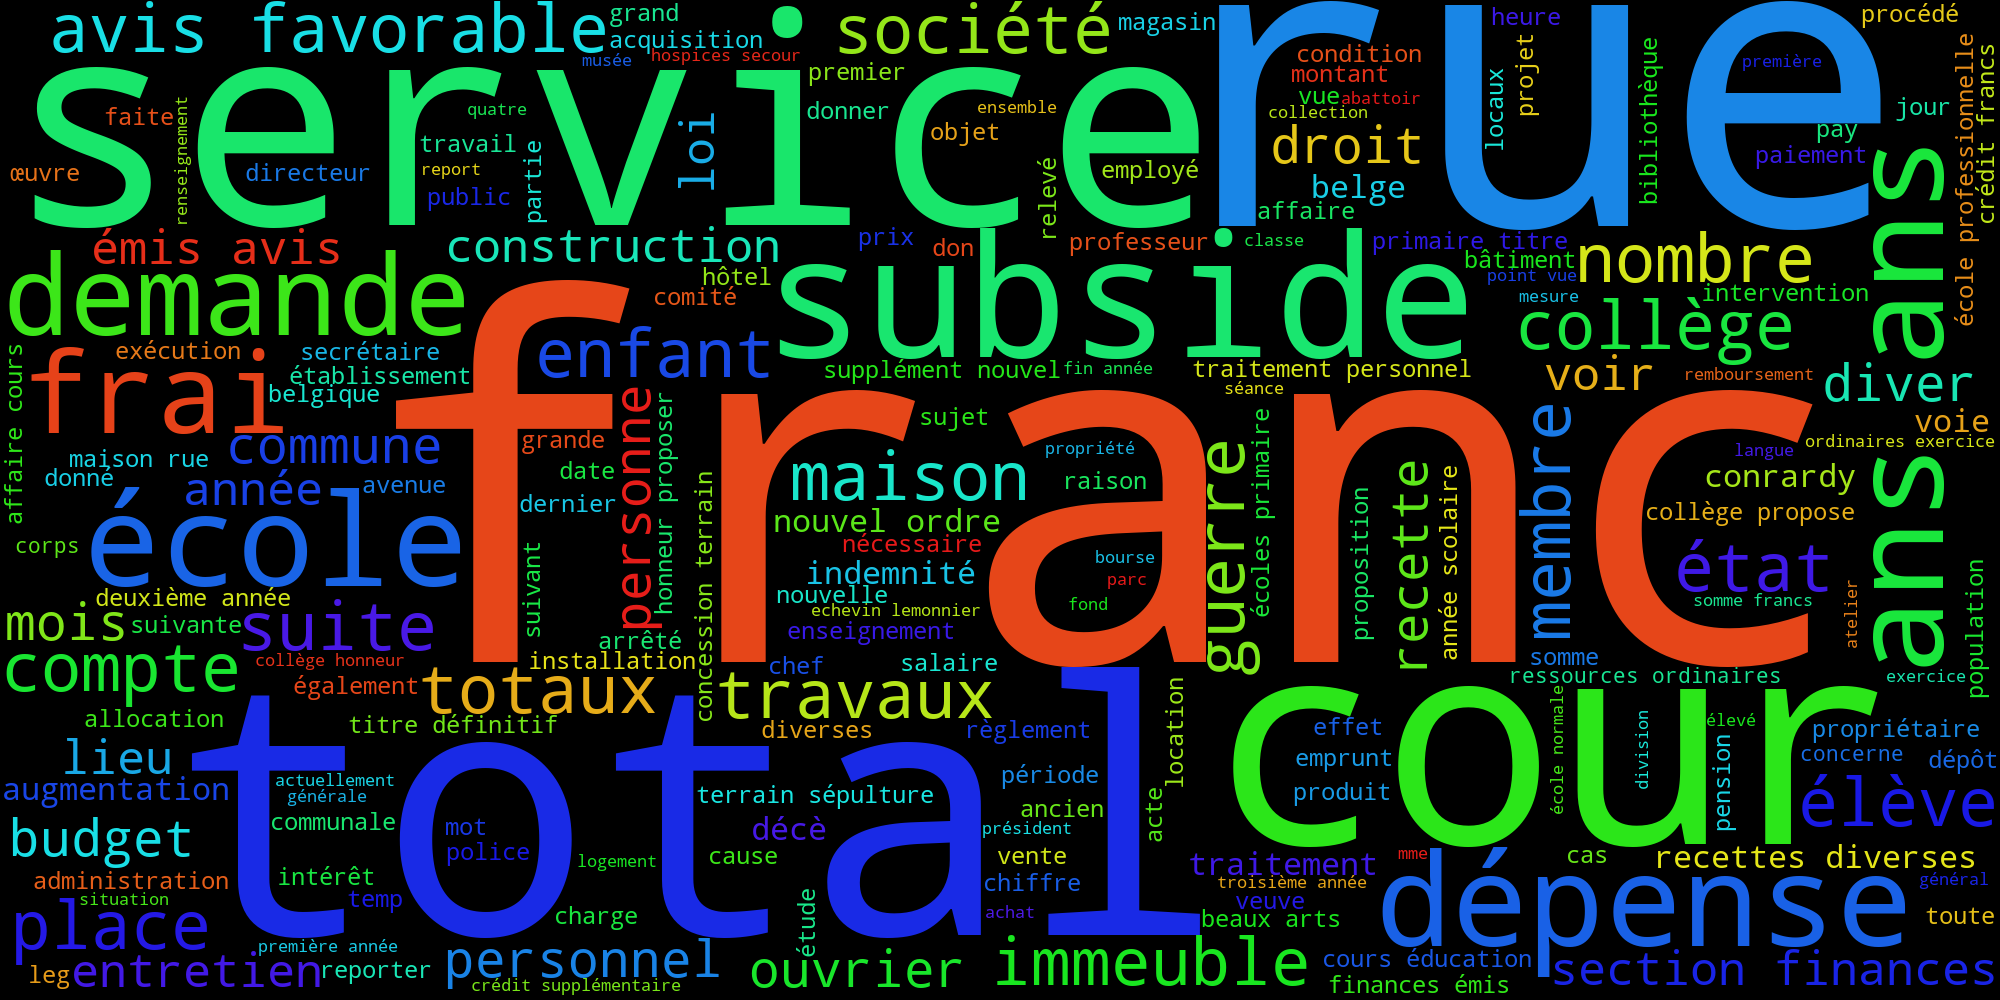 avis favorable
grand
acquisition
musée
hospices secour
société
magasin
rue
heure
procédé
service
premier
donner
ensemble
objet
condition
montant
vue
abattoir
collection
locaux
projet
bibliothèque
première
jour
pay
paiement
école professionnelle
crédit francs
faite
renseignement
quatre
travail
report
public
partie
loi
œuvre
directeur
relevé
employé
droit
belge
affaire
ans
émis avis
construction
prix
don
professeur
classe
primaire titre
bâtiment
point vue
mesure
nombre
intervention
demande
hôtel
comité
subside
collège
exécution
secrétaire
établissement
belgique
frai
enfant
supplément nouvel
fin année
traitement personnel
séance
voir
remboursement
diver
voie
ordinaires exercice
affaire cours
franc
commune
maison rue
donné
année
avenue
grande
date
dernier
personne
honneur proposer
sujet
propriété
maison
raison
nouvel ordre
nécessaire
bourse
indemnité
parc
nouvelle
fond
echevin lemonnier
enseignement
guerre
écoles primaire
proposition
recette
année scolaire
membre
langue
conrardy
collège propose
état
somme francs
atelier
ans
population
école
corps
deuxième année
mois
suivante
suite
suivant
arrêté
concession terrain
compte
collège honneur
également
installation
chef
salaire
somme
ressources ordinaires
exercice
totaux
travaux
allocation
titre définitif
diverses
règlement
location
cour
effet
emprunt
produit
école normale
division
élevé
pension
propriétaire
concerne
dépôt
lieu
total
augmentation
actuellement
générale
communale
terrain sépulture
période
ancien
acte
élève
budget
mot
police
décè
président
logement
cause
vente
chiffre
traitement
mme
cas
recettes diverses
administration
intérêt
situation
temp
troisième année
veuve
dépense
général
place
charge
étude
achat
beaux arts
toute
première année
leg
entretien
reporter
personnel
crédit supplémentaire
ouvrier
immeuble
cours éducation
finances émis
section finances